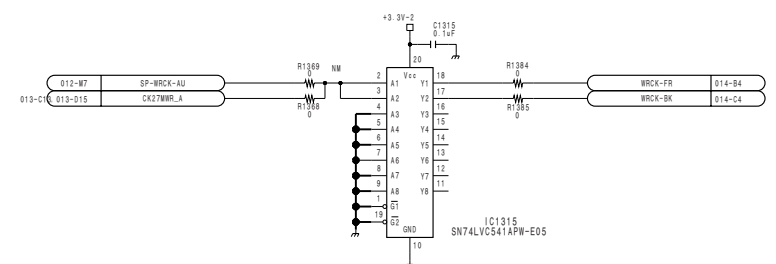 +3.3V-2
C1315
0.1uF
20
R1369
0
NM
R1384
0
012-M7 SP-WRCK-AU
2 A1 Vcc Y1 18
WRCK-FR 014-B4
013-C13, 013-D15 CK27MWR_A
3 A2 Y2 17
WRCK-BK 014-C4
R1368
0
R1385
0
4 A3 Y3 16
5 A4 Y4 15
6 A5 Y5 14
7 A6 Y6 13
8 A7 Y7 12
9 A8 Y8 11
1 G1
19 G2
GND
10
IC1315
SN74LVC541APW-E05